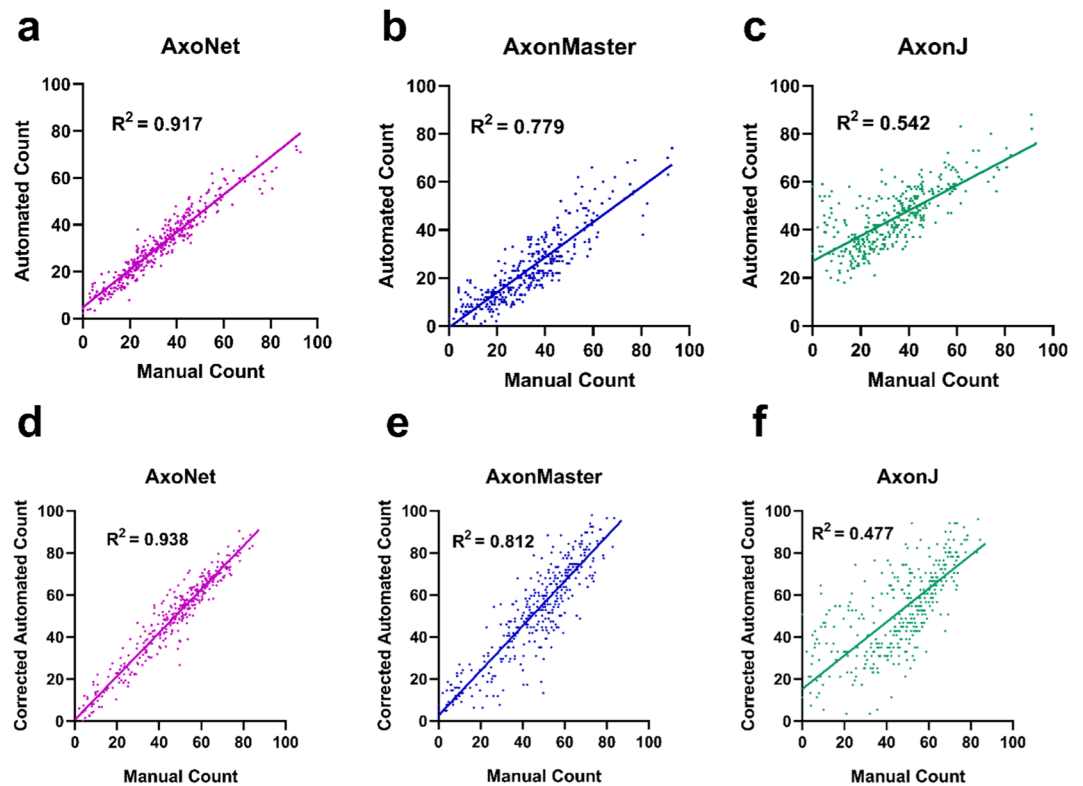 a
AxoNet
R² = 0.917
100
80
60
40
20
0
0 20 40 60 80 100
Automated Count
Manual Count
b
AxonMaster
R² = 0.779
100
80
60
40
20
0
0 20 40 60 80 100
Automated Count
Manual Count
c
AxonJ
R² = 0.542
100
80
60
40
20
0
0 20 40 60 80 100
Automated Count
Manual Count
d
AxoNet
R² = 0.938
100
80
60
40
20
0
0 20 40 60 80 100
Corrected Automated Count
Manual Count
e
AxonMaster
R² = 0.812
100
80
60
40
20
0
0 20 40 60 80 100
Corrected Automated Count
Manual Count
f
AxonJ
R² = 0.477
100
80
60
40
20
0
0 20 40 60 80 100
Corrected Automated Count
Manual Count